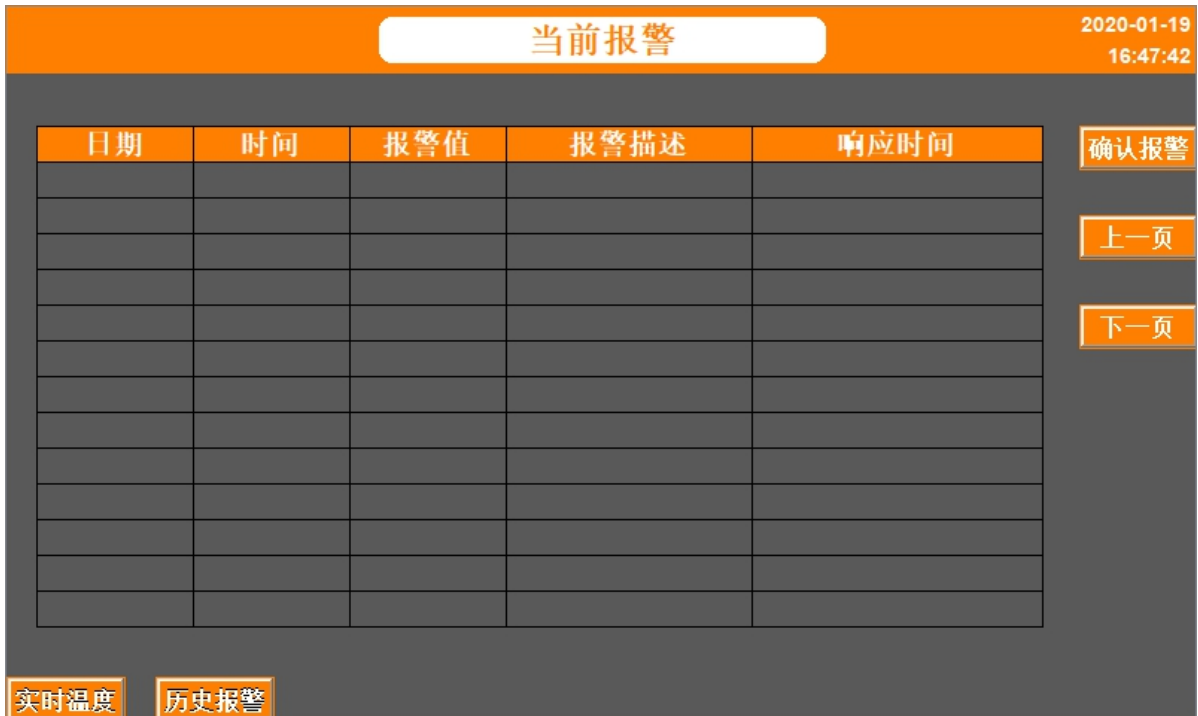 当前报警
2020-01-19
16:47:42
日期 时间 报警值 报警描述 响应时间
确认报警
上一页
下一页
实时温度 历史报警